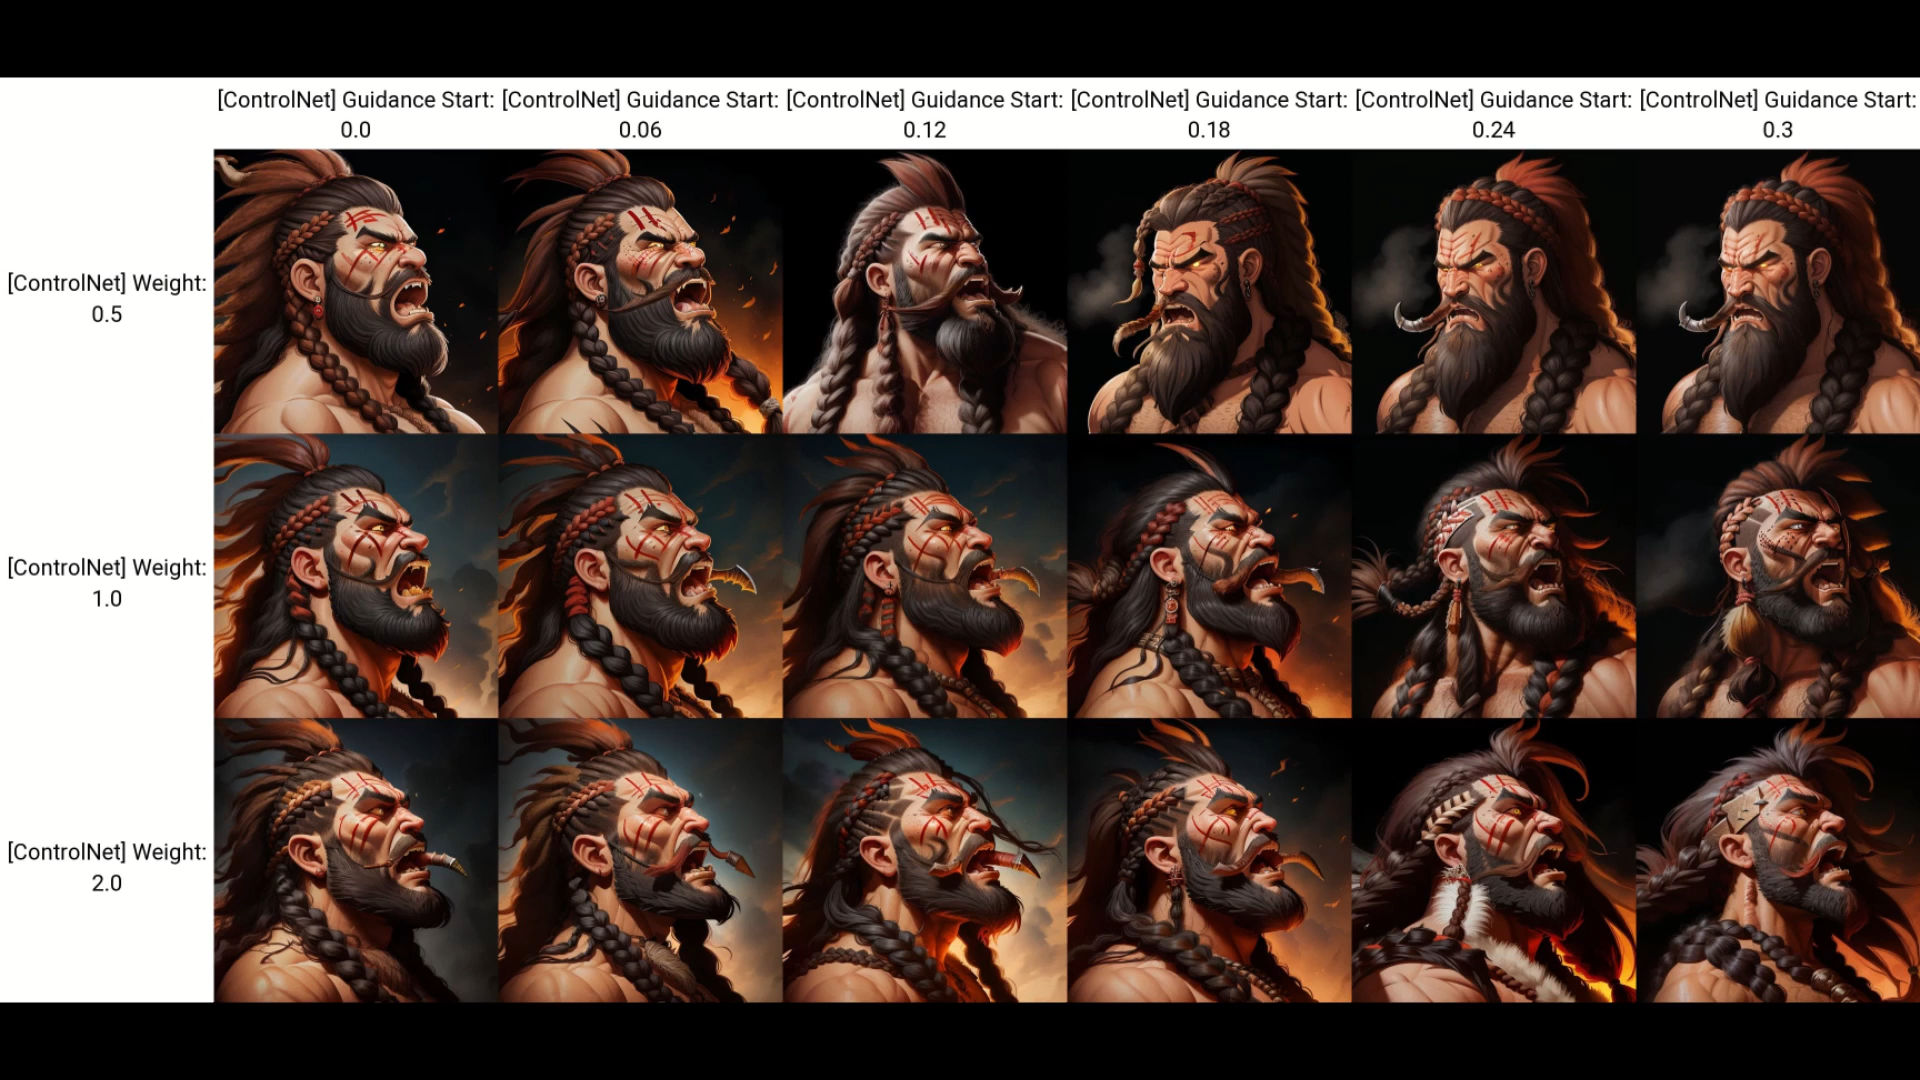 [ControlNet] Guidance Start: [ControlNet] Guidance Start: [ControlNet] Guidance Start: [ControlNet] Guidance Start: [ControlNet] Guidance Start: [ControlNet] Guidance Start:
0.0 0.06 0.12 0.18 0.24 0.3
[ControlNet] Weight:
0.5
[ControlNet] Weight:
1.0
[ControlNet] Weight:
2.0